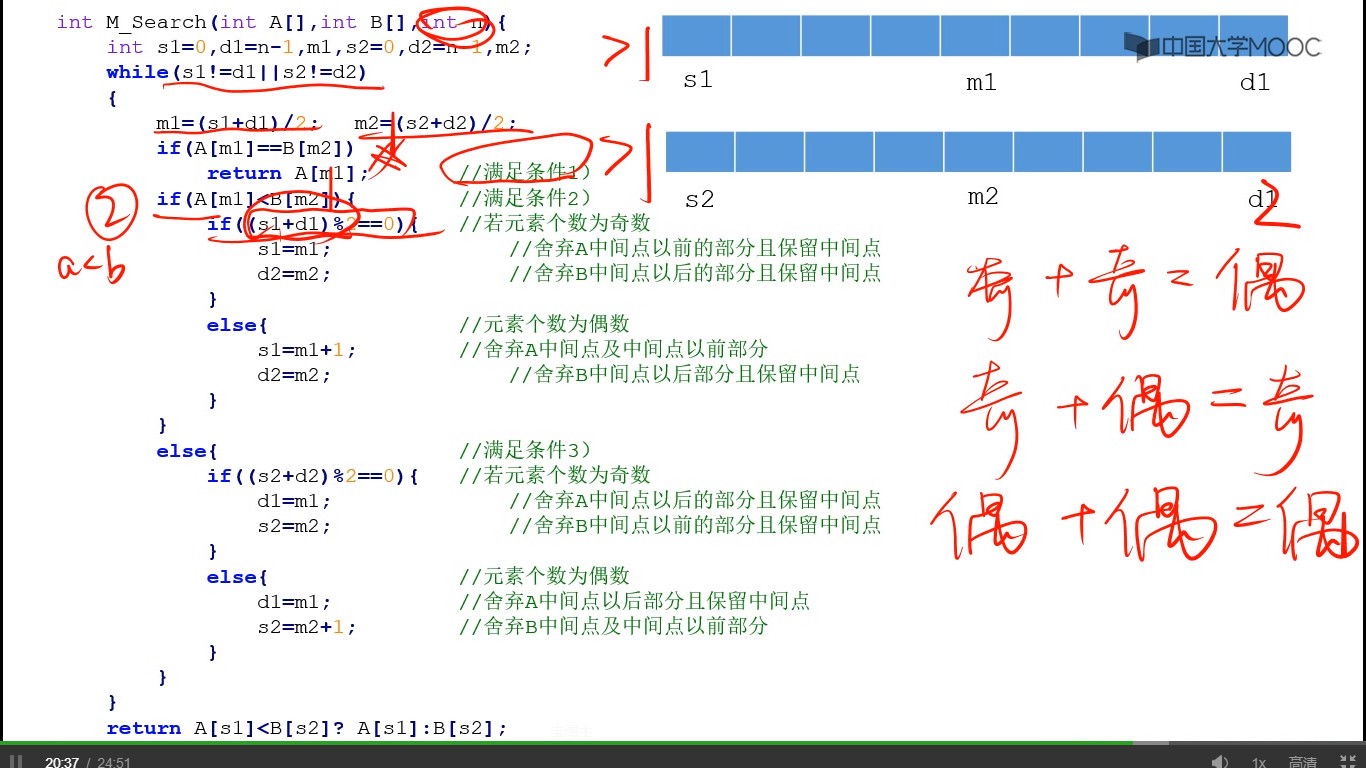 int M_Search(int A[],int B[],int n){
int s1=0,d1=n-1,m1,s2=0,d2=n-1,m2;
while(s1!=d1||s2!=d2)
{
m1=(s1+d1)/2; m2=(s2+d2)/2;
if(A[m1]==B[m2])
return A[m1]; //满足条件1）
if(A[m1]<B[m2]){ //满足条件2）
if((s1+d1)%2==0){ //若元素个数为奇数
s1=m1; //舍弃A中间点以前的部分且保留中间点
d2=m2; //舍弃B中间点以后的部分且保留中间点
}
else{ //元素个数为偶数
s1=m1+1; //舍弃A中间点及中间点以前部分
d2=m2; //舍弃B中间点以后部分且保留中间点
}
}
else{ //满足条件3）
if((s2+d2)%2==0){ //若元素个数为奇数
d1=m1; //舍弃A中间点以后的部分且保留中间点
s2=m2; //舍弃B中间点以前的部分且保留中间点
}
else{ //元素个数为偶数
d1=m1; //舍弃A中间点以后部分且保留中间点
s2=m2+1; //舍弃B中间点及中间点以前部分
}
}
}
return A[s1]<B[s2]? A[s1]:B[s2];
②
a<b
>1
中国大学MOOC
s1 m1 d1
>1
s2 m2 d1
2
奇+奇=偶
奇+偶=奇
偶+偶=偶
20:37 / 24:51
1x 高清